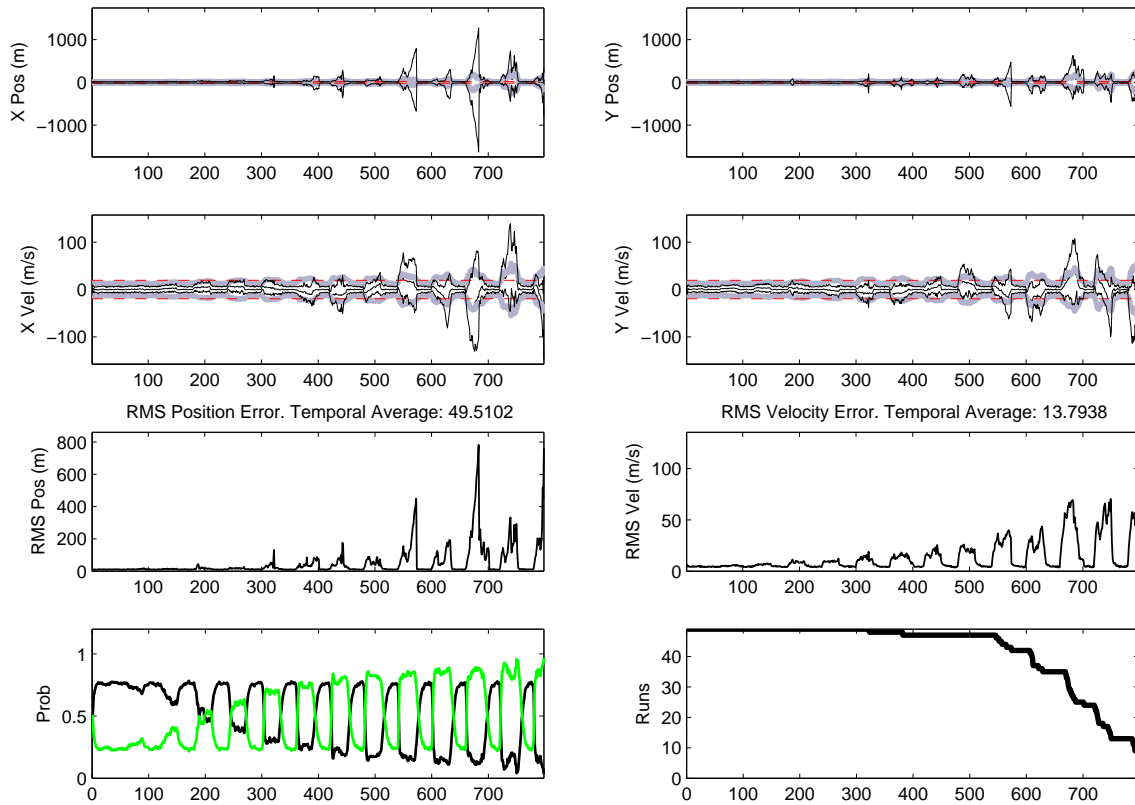 X Pos (m)
1000
0
−1000
100 200 300 400 500 600 700
Y Pos (m)
1000
0
−1000
100 200 300 400 500 600 700
X Vel (m/s)
100
0
−100
100 200 300 400 500 600 700
Y Vel (m/s)
100
0
−100
100 200 300 400 500 600 700
RMS Position Error. Temporal Average: 49.5102
RMS Pos (m)
800
600
400
200
0
100 200 300 400 500 600 700
RMS Velocity Error. Temporal Average: 13.7938
RMS Vel (m/s)
100
50
0
100 200 300 400 500 600 700
Prob
1
0.5
0
0 100 200 300 400 500 600 700
Runs
40
30
20
10
0
100 200 300 400 500 600 700